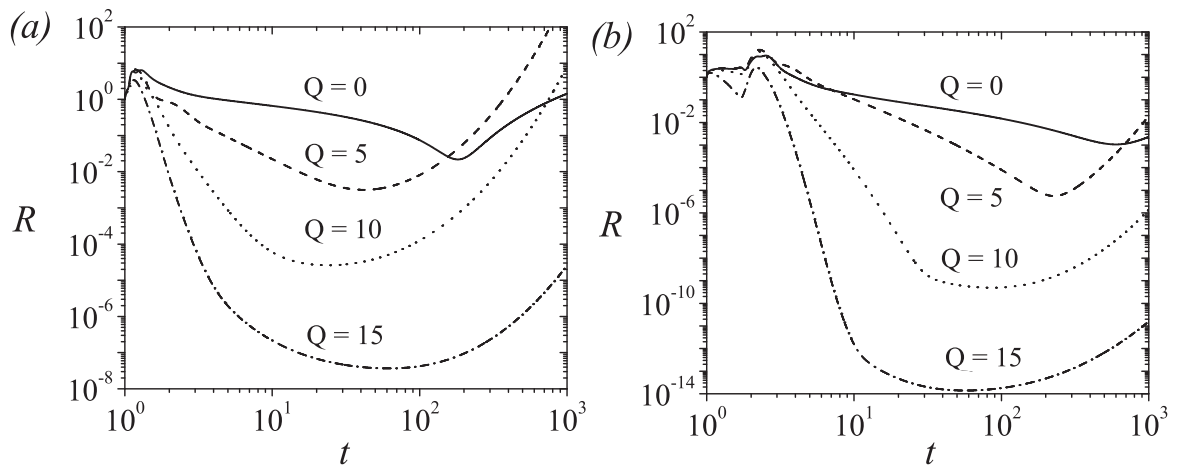 (a)
R
10^2
10^0
10^-2
10^-4
10^-6
10^-8
Q = 0
Q = 5
Q = 10
Q = 15
10^0 10^1 10^2 10^3
t
(b)
R
10^2
10^-2
10^-6
10^-10
10^-14
Q = 0
Q = 5
Q = 10
Q = 15
10^0 10^1 10^2 10^3
t